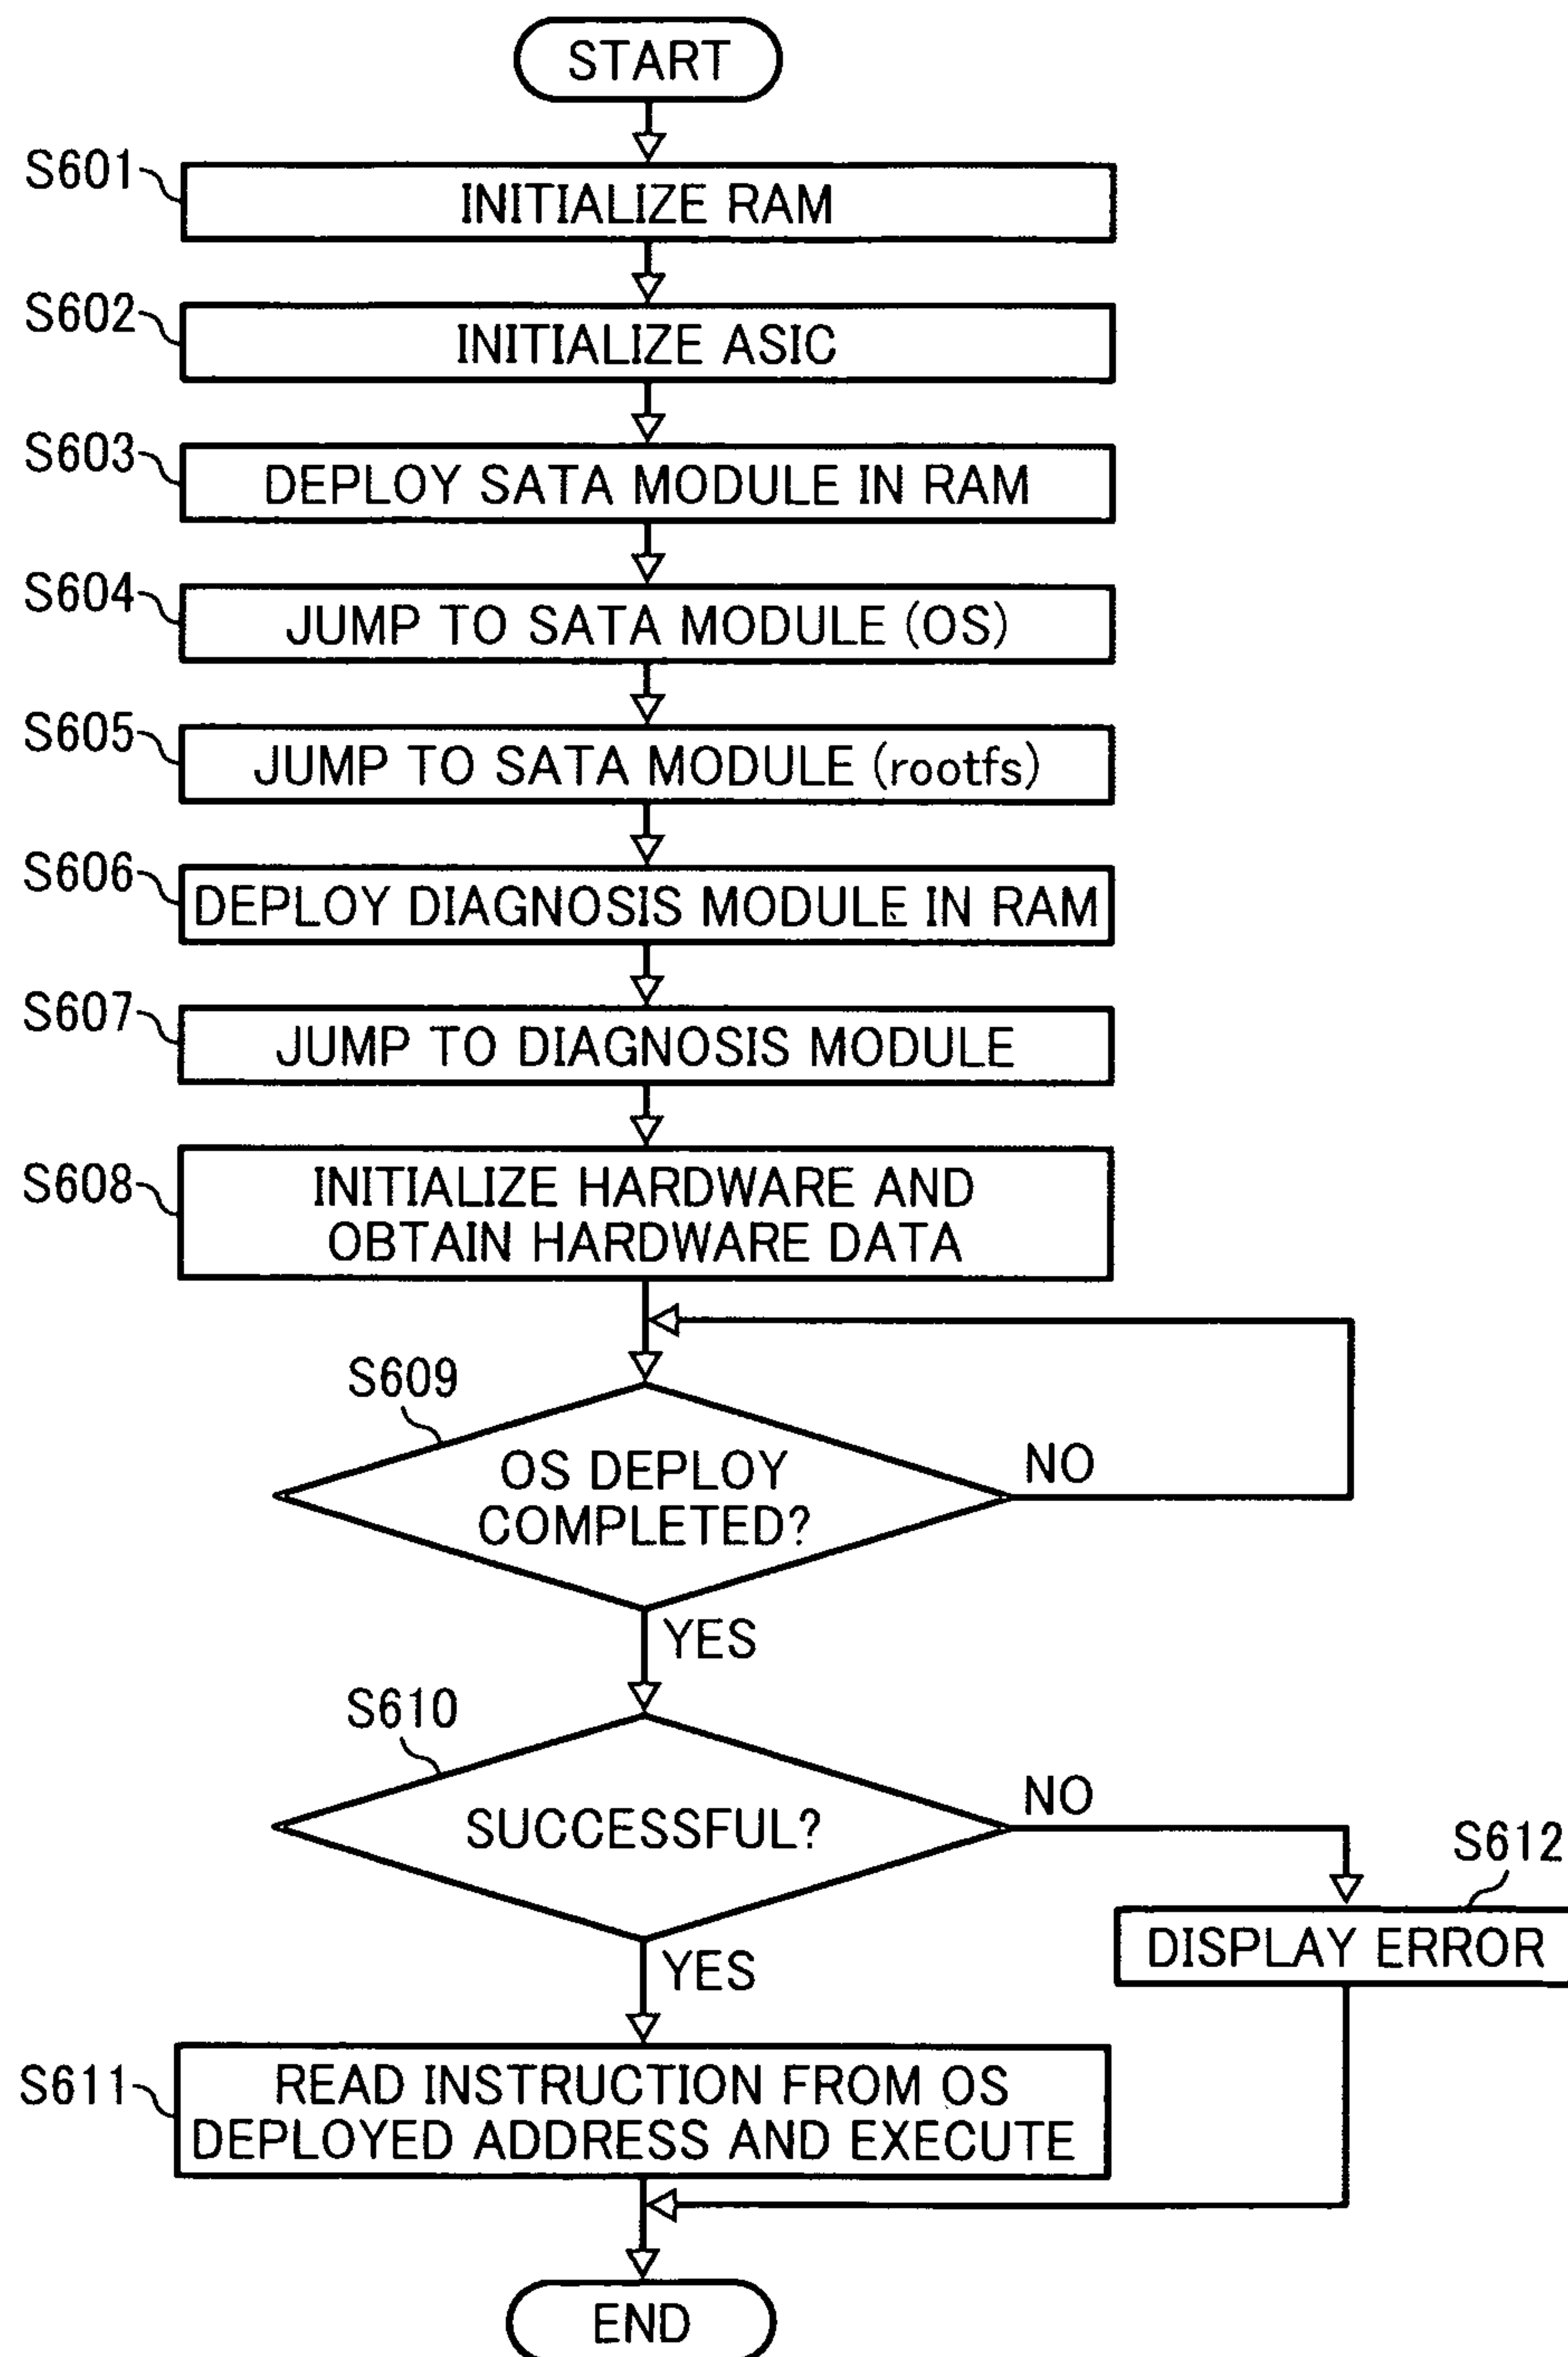 START
S601
INITIALIZE RAM
S602
INITIALIZE ASIC
S603
DEPLOY SATA MODULE IN RAM
S604
JUMP TO SATA MODULE (OS)
S605
JUMP TO SATA MODULE (rootfs)
S606
DEPLOY DIAGNOSIS MODULE IN RAM
S607
JUMP TO DIAGNOSIS MODULE
S608
INITIALIZE HARDWARE AND
OBTAIN HARDWARE DATA
S609
OS DEPLOY
COMPLETED?
NO
YES
S610
SUCCESSFUL?
NO
S612
DISPLAY ERROR
YES
S611
READ INSTRUCTION FROM OS
DEPLOYED ADDRESS AND EXECUTE
END